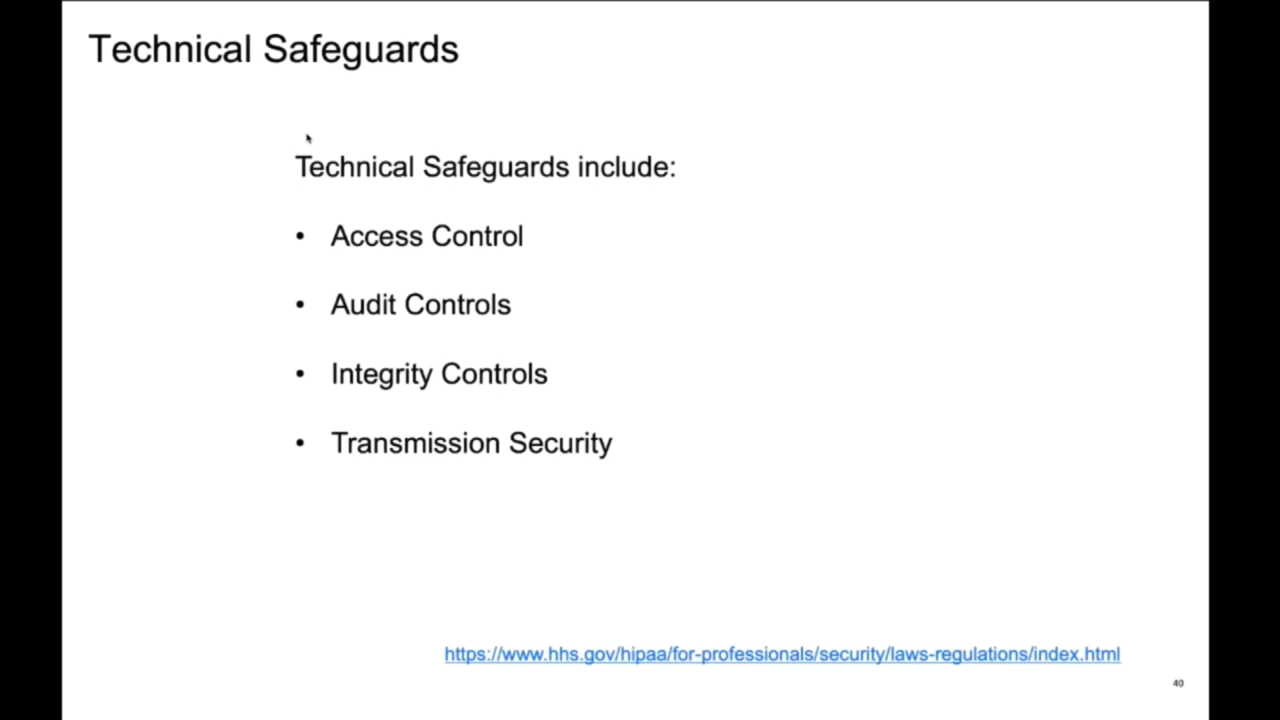 Technical Safeguards
Technical Safeguards include:
• Access Control
• Audit Controls
• Integrity Controls
• Transmission Security
https://www.hhs.gov/hipaa/for-professionals/security/laws-regulations/index.html
40